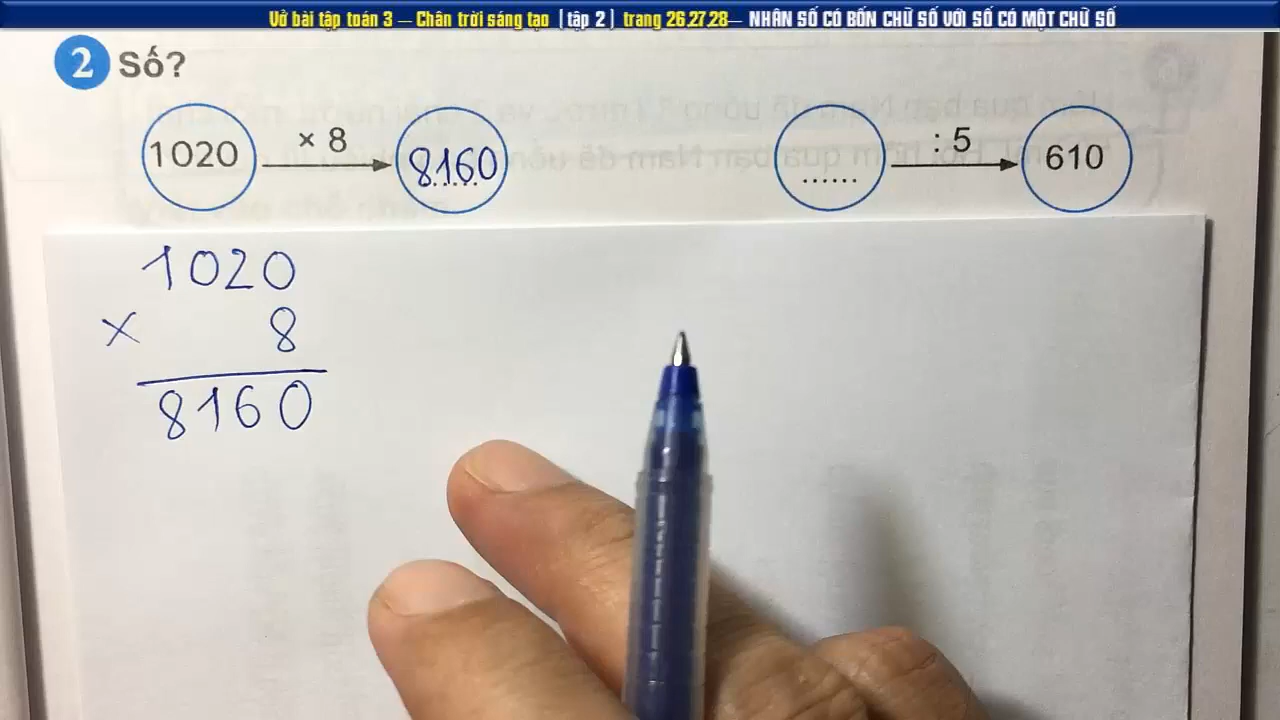 Vở bài tập toán 3 – Chân trời sáng tạo (tập 2) trang 26,27,28– NHÂN SỐ CÓ BỐN CHỮ SỐ VỚI SỐ CÓ MỘT CHỮ SỐ
2 Số?
1020 × 8 8160 ...... : 5 610
1020
× 8
8160